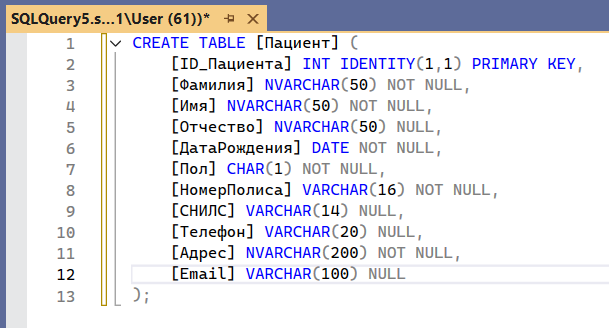 SQLQuery5.s...1\User (61))*
1 CREATE TABLE [Пациент] (
2 [ID_Пациента] INT IDENTITY(1,1) PRIMARY KEY,
3 [Фамилия] NVARCHAR(50) NOT NULL,
4 [Имя] NVARCHAR(50) NOT NULL,
5 [Отчество] NVARCHAR(50) NULL,
6 [ДатаРождения] DATE NOT NULL,
7 [Пол] CHAR(1) NOT NULL,
8 [НомерПолиса] VARCHAR(16) NOT NULL,
9 [СНИЛС] VARCHAR(14) NULL,
10 [Телефон] VARCHAR(20) NULL,
11 [Адрес] NVARCHAR(200) NOT NULL,
12 [Email] VARCHAR(100) NULL
13 );